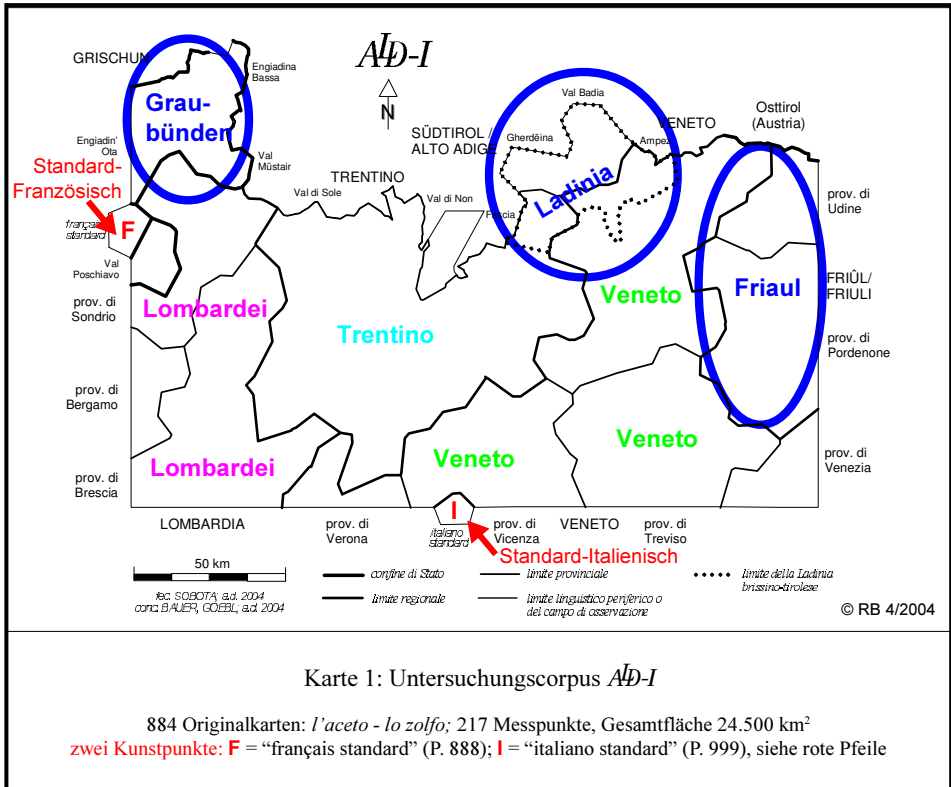 ALD-I
GRISCHUN
Engiadina
Bassa
Grau-
bünden
Engiadin'
Ota
Val
Müstair
N
SÜDTIROL /
ALTO ADIGE
Val Badia
Gherdëina
Ampez
VENETO
Osttirol
(Austria)
Ladinia
Standard-
Französisch
F
français
standard
Val
Poschiavo
TRENTINO
Val di Sole
Val di Non
Fascia
prov. di
Udine
FRIÛL/
FRIULI
Friaul
prov. di
Sondrio
Lombardei
Trentino
Veneto
prov. di
Pordenone
prov. di
Bergamo
prov. di
Brescia
Lombardei
Veneto
Veneto
prov. di
Venezia
LOMBARDIA
prov. di
Verona
I
italiano
standard
prov. di
Vicenza
VENETO
prov. di
Treviso
Standard-Italienisch
50 km
fec. SOBOTA, a.d. 2004
conc. BAUER, GOEBL, a.d. 2004
confine di Stato
limite regionale
limite provinciale
limite linguistico periferico o
del campo di osservazione
limite della Ladinia
brissino-tirolese
© RB 4/2004
Karte 1: Untersuchungscorpus ALD-I
884 Originalkarten: l'aceto - lo zolfo; 217 Messpunkte, Gesamtfläche 24.500 km²
zwei Kunstpunkte: F = “français standard” (P. 888); I = “italiano standard” (P. 999), siehe rote Pfeile